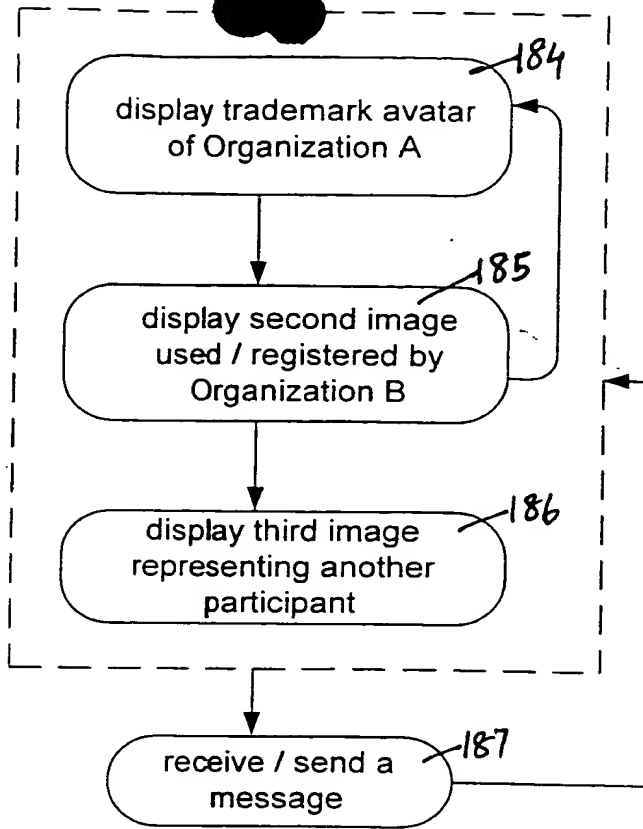 184
display trademark avatar
of Organization A
185
display second image
used / registered by
Organization B
186
display third image
representing another
participant
187
receive / send a
message